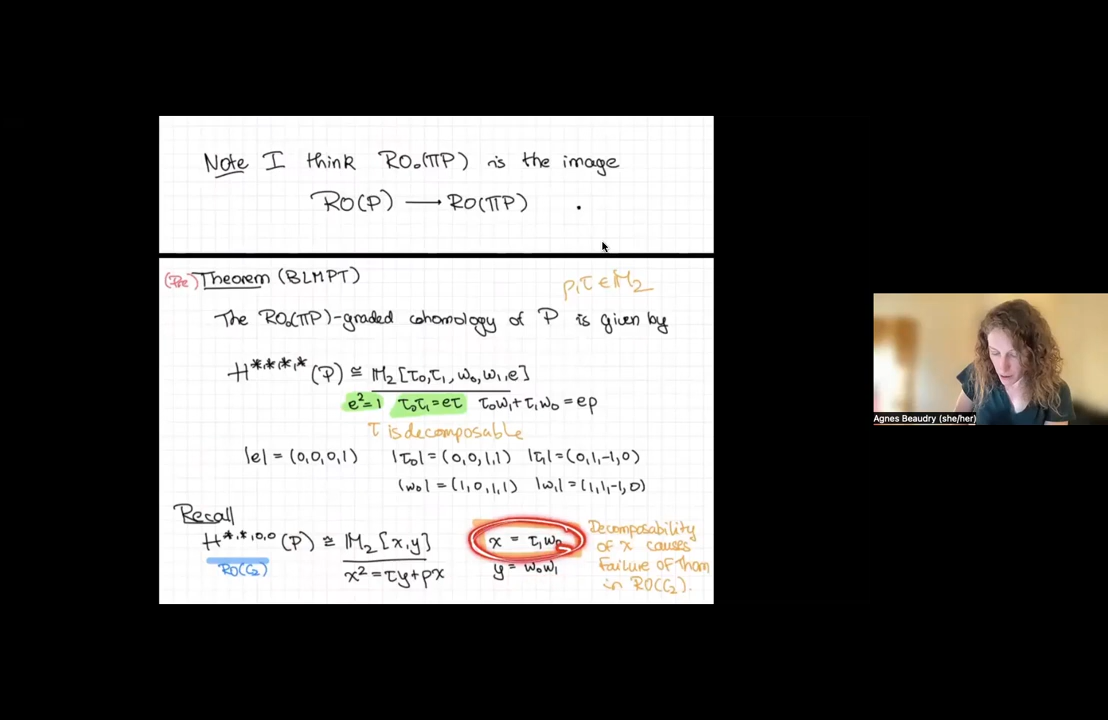 Note I think RO₀(ΠP) is the image
RO(P) ⟶ RO(ΠP) .
(Pre) Theorem (BLMPT)
ρ,τ ∈ M₂
The RO₀(ΠP)-graded cohomology of P is given by
H^{*,*,*,*}(P) ≅ M₂[τ₀,τ₁,w₀,w₁,e]
e²=1 τ₀τ₁=eτ τ₀w₁+τ₁w₀=eρ
τ is decomposable
|e| = (0,0,0,1) |τ₀| = (0,0,1,1) |τ₁| = (0,1,-1,0)
|w₀| = (1,0,1,1) |w₁| = (1,1,-1,0)
Recall
H^{*,*,0,0}(P) ≅ M₂[x,y]
RO(C₂)
x² = τy+ρx
x = τ₁w₀
y = w₀w₁
Decomposability
of x causes
Failure of Thom
in RO(C₂).
Agnes Beaudry (she/her)